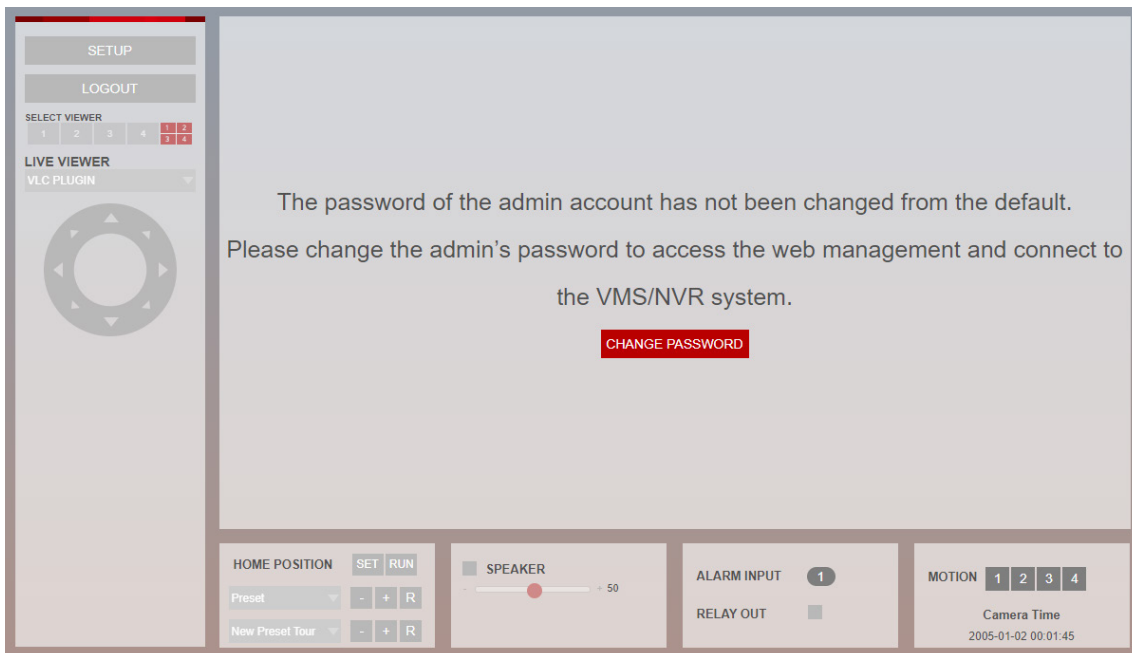 SETUP
LOGOUT
SELECT VIEWER
1 2 3 4 1 2
3 4
LIVE VIEWER
VLC PLUGIN
The password of the admin account has not been changed from the default.
Please change the admin's password to access the web management and connect to
the VMS/NVR system.
CHANGE PASSWORD
HOME POSITION SET RUN
Preset - + R
New Preset Tour - + R
SPEAKER
- + 50
ALARM INPUT 1
RELAY OUT
MOTION 1 2 3 4
Camera Time
2005-01-02 00:01:45